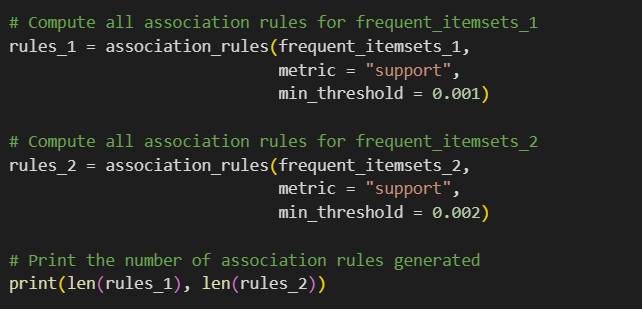 # Compute all association rules for frequent_itemsets_1
rules_1 = association_rules(frequent_itemsets_1,
                            metric = "support",
                            min_threshold = 0.001)

# Compute all association rules for frequent_itemsets_2
rules_2 = association_rules(frequent_itemsets_2,
                            metric = "support",
                            min_threshold = 0.002)

# Print the number of association rules generated
print(len(rules_1), len(rules_2))